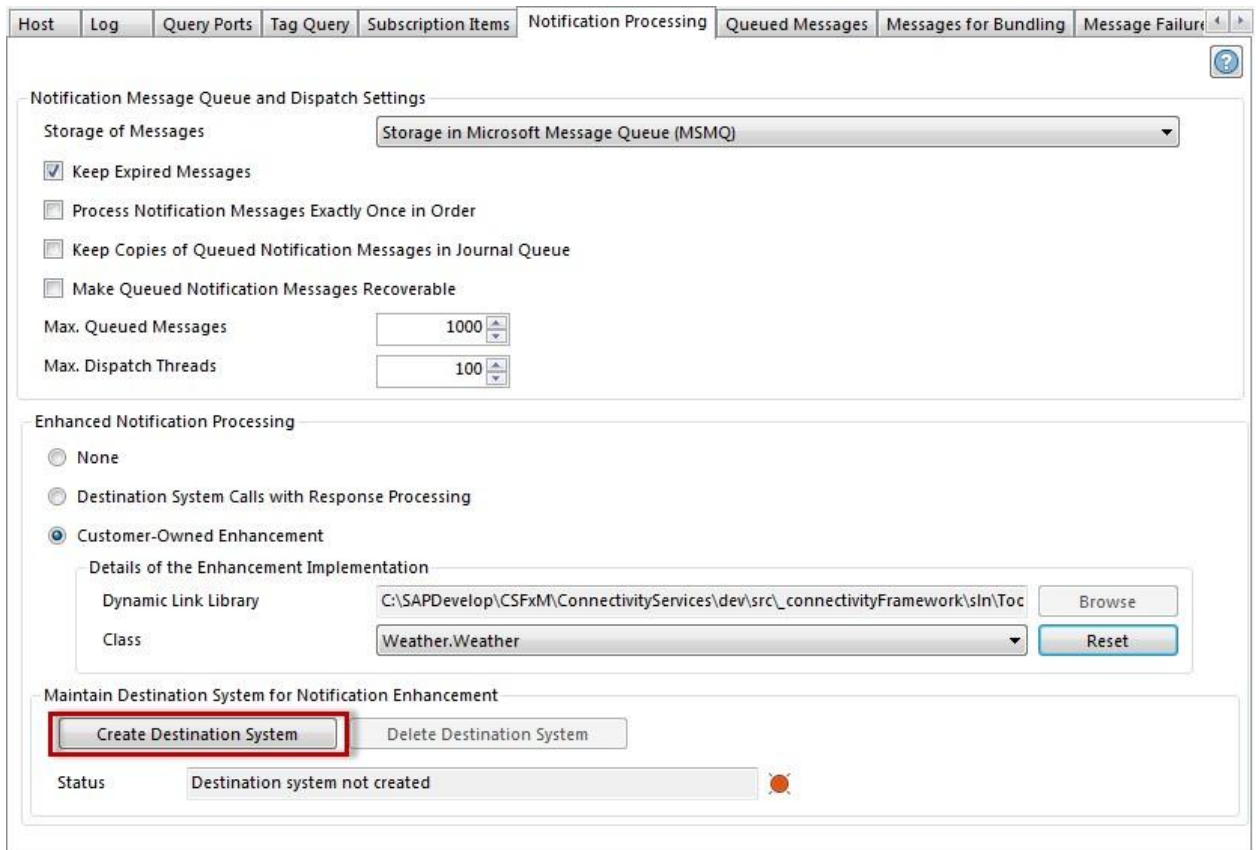 Host Log Query Ports Tag Query Subscription Items Notification Processing Queued Messages Messages for Bundling Message Failure
Notification Message Queue and Dispatch Settings
Storage of Messages Storage in Microsoft Message Queue (MSMQ)
Keep Expired Messages
Process Notification Messages Exactly Once in Order
Keep Copies of Queued Notification Messages in Journal Queue
Make Queued Notification Messages Recoverable
Max. Queued Messages 1000
Max. Dispatch Threads 100
Enhanced Notification Processing
None
Destination System Calls with Response Processing
Customer-Owned Enhancement
Details of the Enhancement Implementation
Dynamic Link Library C:\SAPDevelop\CSFxM\ConnectivityServices\dev\src\_connectivityFramework\sln\Toc Browse
Class Weather.Weather Reset
Maintain Destination System for Notification Enhancement
Create Destination System Delete Destination System
Status Destination system not created